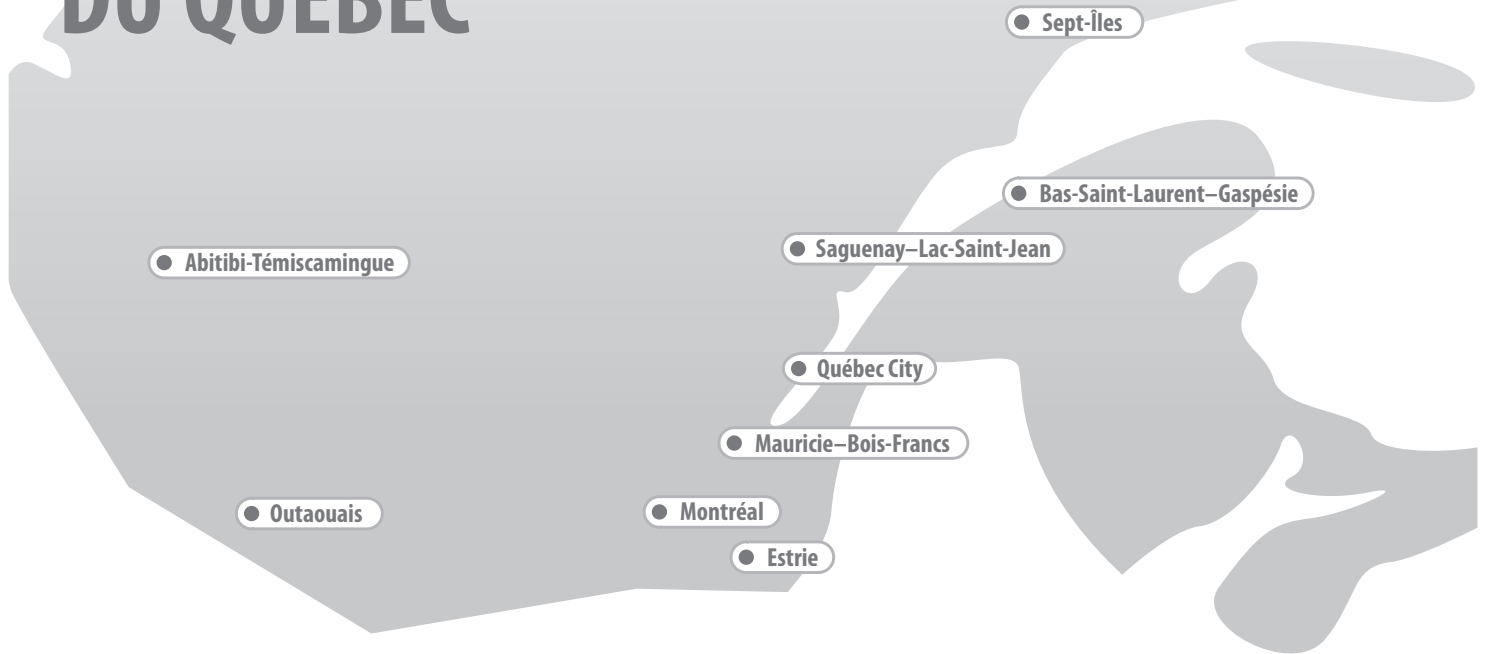 DU QUÉBEC
Sept-Îles
Bas-Saint-Laurent–Gaspésie
Saguenay–Lac-Saint-Jean
Abitibi-Témiscamingue
Québec City
Mauricie–Bois-Francs
Outaouais
Montréal
Estrie